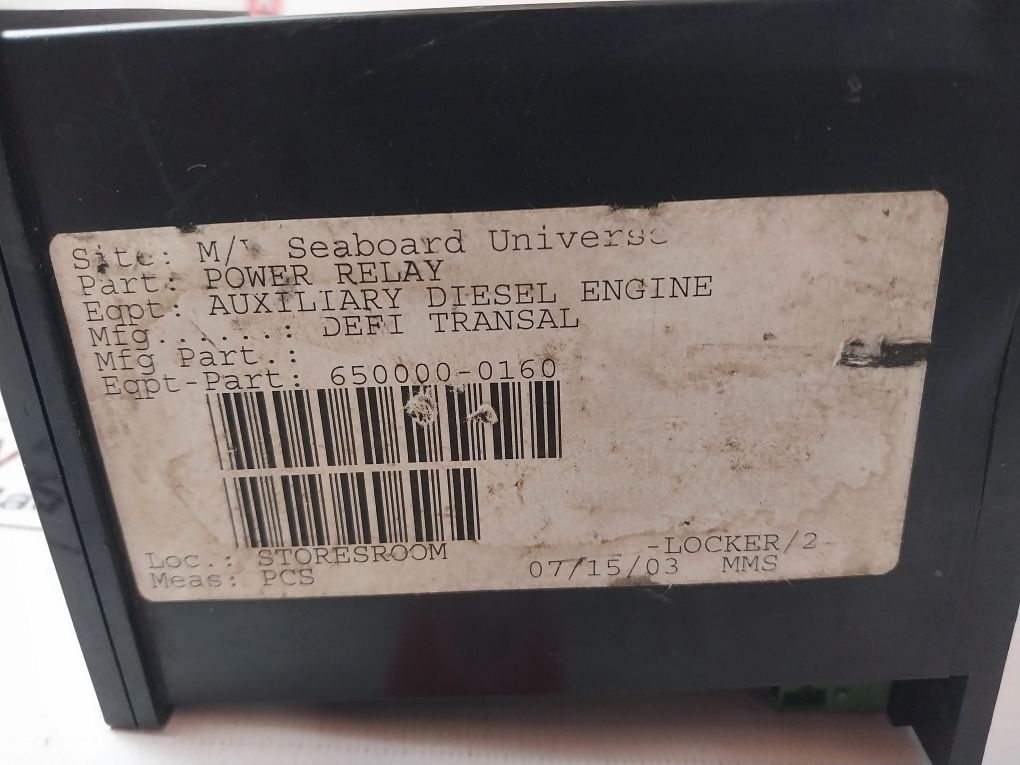 Site: M/V Seaboard Universe
Part: POWER RELAY
Eqpt: AUXILIARY DIESEL ENGINE
Mfg......: DEFI TRANSAL
Mfg Part.:
Eqpt-Part: 650000-0160
Loc.: STORESROOM -LOCKER/2-
Meas: PCS 07/15/03 MMS